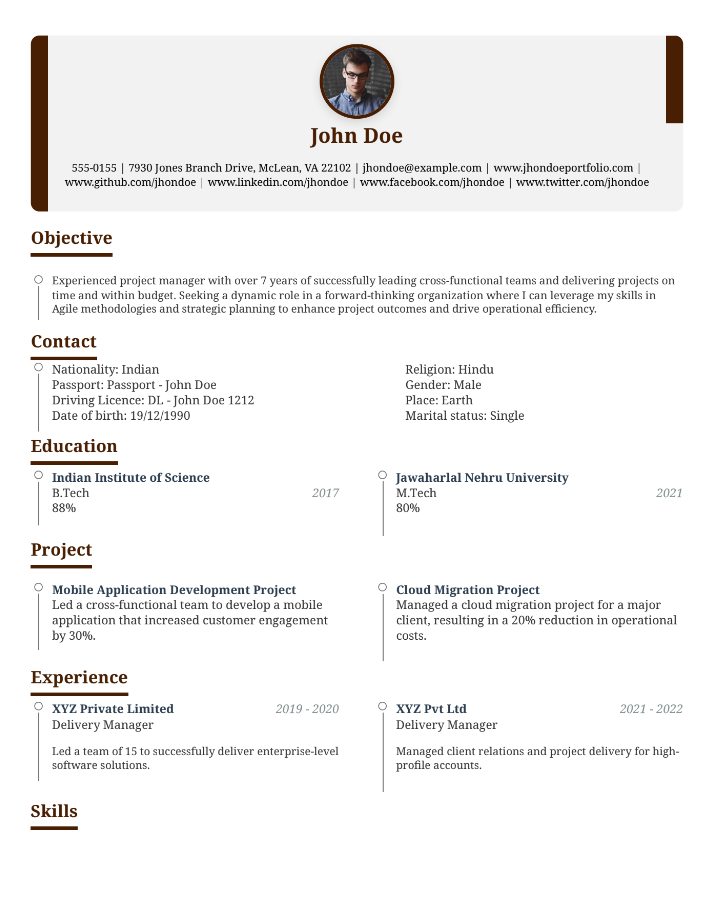 John Doe
555-0155 | 7930 Jones Branch Drive, McLean, VA 22102 | jhondoe@example.com | www.jhondoeportfolio.com |
www.github.com/jhondoe | www.linkedin.com/jhondoe | www.facebook.com/jhondoe | www.twitter.com/jhondoe
Objective
Experienced project manager with over 7 years of successfully leading cross-functional teams and delivering projects on
time and within budget. Seeking a dynamic role in a forward-thinking organization where I can leverage my skills in
Agile methodologies and strategic planning to enhance project outcomes and drive operational efficiency.
Contact
Nationality: Indian
Passport: Passport - John Doe
Driving Licence: DL - John Doe 1212
Date of birth: 19/12/1990
Religion: Hindu
Gender: Male
Place: Earth
Marital status: Single
Education
Indian Institute of Science
B.Tech 2017
88%
Jawaharlal Nehru University
M.Tech 2021
80%
Project
Mobile Application Development Project
Led a cross-functional team to develop a mobile
application that increased customer engagement
by 30%.
Cloud Migration Project
Managed a cloud migration project for a major
client, resulting in a 20% reduction in operational
costs.
Experience
XYZ Private Limited 2019 - 2020
Delivery Manager
Led a team of 15 to successfully deliver enterprise-level
software solutions.
XYZ Pvt Ltd 2021 - 2022
Delivery Manager
Managed client relations and project delivery for high-
profile accounts.
Skills